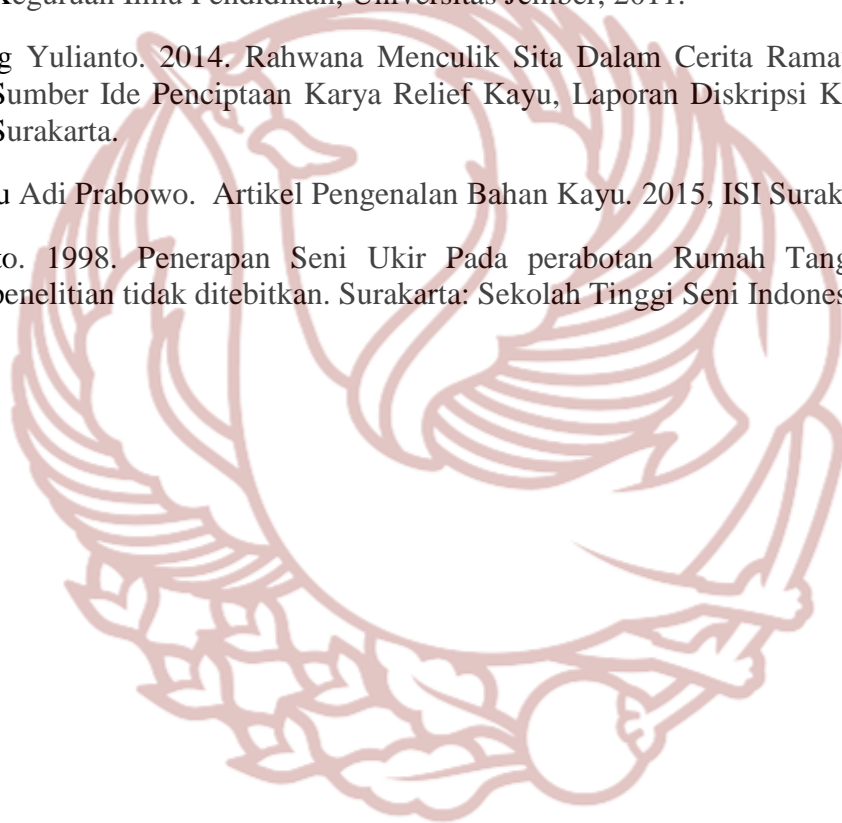 Keguruan Ilmu Pendidikan, Universitas Jember, 2011.
g Yulianto. 2014. Rahwana Menculik Sita Dalam Cerita Rama
Sumber Ide Penciptaan Karya Relief Kayu, Laporan Diskripsi K
Surakarta.
u Adi Prabowo. Artikel Pengenalan Bahan Kayu. 2015, ISI Surak
to. 1998. Penerapan Seni Ukir Pada perabotan Rumah Tang
penelitian tidak ditebitkan. Surakarta: Sekolah Tinggi Seni Indones